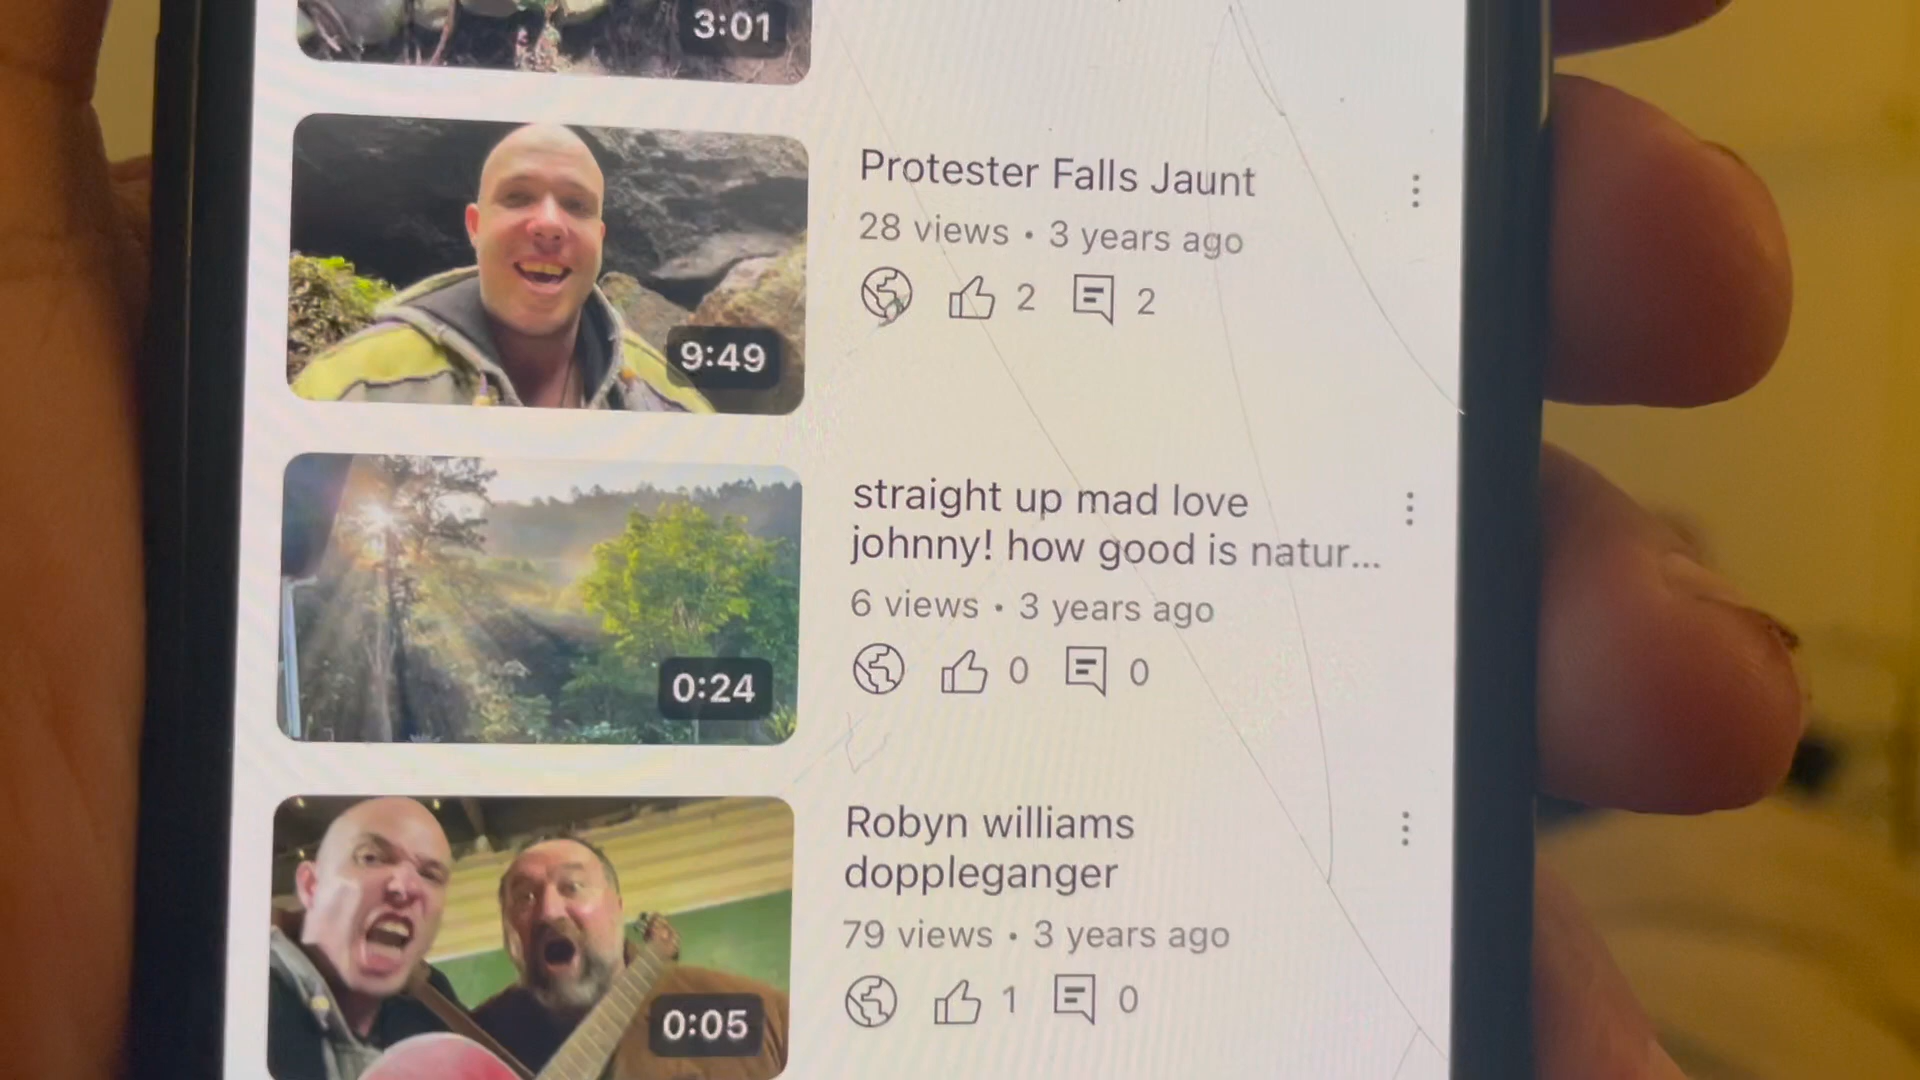 3:01
Protester Falls Jaunt
28 views • 3 years ago
2 2
9:49
straight up mad love
johnny! how good is natur...
6 views • 3 years ago
0 0
0:24
Robyn williams
doppleganger
79 views • 3 years ago
1 0
0:05